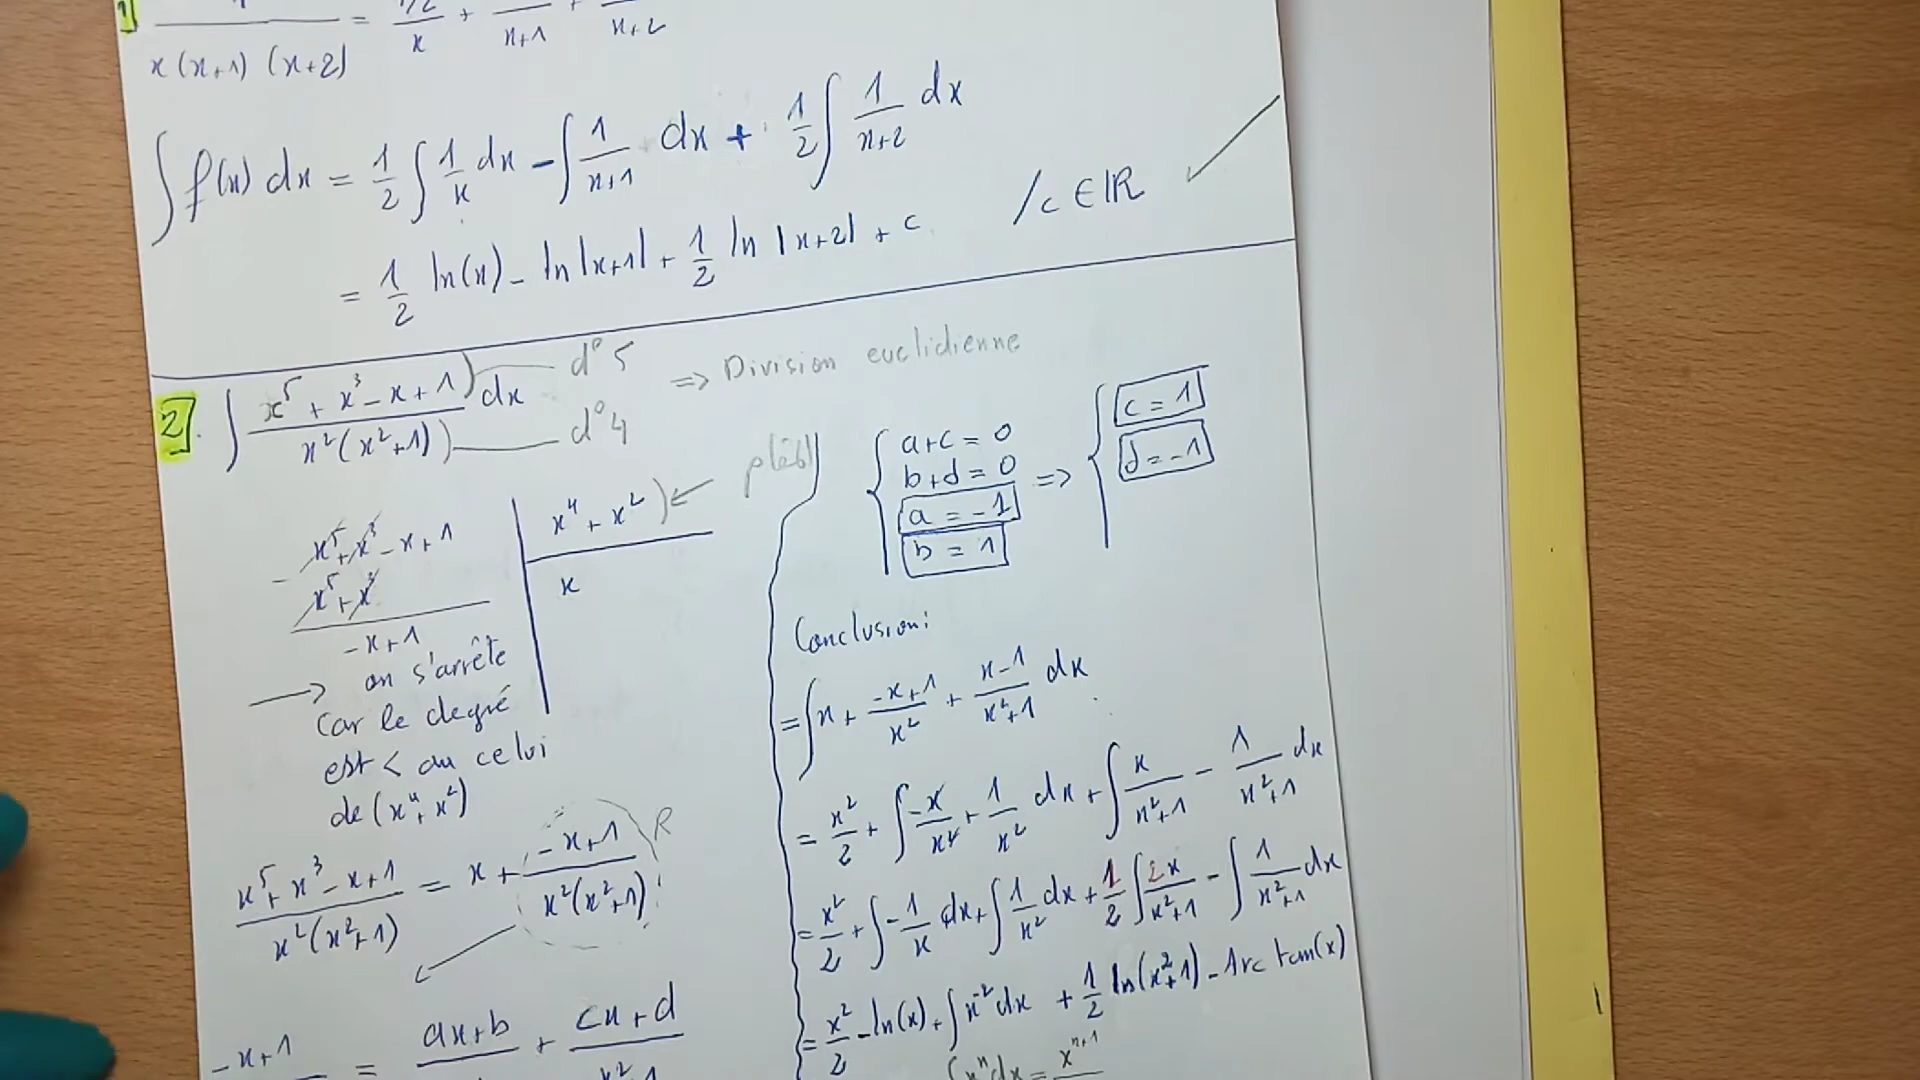 1) 1/(x(x+1)(x+2)) = (1/2)/x + /(x+1) + /(x+2)
∫f(x) dx = 1/2 ∫ 1/x dx - ∫ 1/(x+1) dx + 1/2 ∫ 1/(x+2) dx
= 1/2 ln(x) - ln|x+1| + 1/2 ln|x+2| + c /c ∈ IR
2. ∫ (x⁵ + x³ - x + 1)/(x²(x²+1)) dx
d° 5
d° 4
=> Division euclidienne
x⁵ + x³ - x + 1
- x⁵ + x³
-x+1
x⁴ + x²
x
→ on s'arrête
car le degré
est < au celui
de (x⁴ + x²)
(x⁵ + x³ - x + 1)/(x²(x²+1)) = x + (-x+1)/(x²(x²+1)) R
-x+1 = ax+b + cx+d
a+c = 0
b+d = 0
a = -1
b = 1
=>
c = 1
d = -1
Conclusion:
= ∫ x + (-x+1)/x² + (x-1)/(x²+1) dx
= x²/2 + ∫ -x/x² + 1/x² dx + ∫ x/(x²+1) - 1/(x²+1) dx
= x²/2 + ∫ -1/x dx + ∫ 1/x² dx + 1/2 ∫ 2x/(x²+1) - ∫ 1/(x²+1) dx
= x²/2 - ln(x) + ∫ x⁻² dx + 1/2 ln(x²+1) - Arc tan(x)
∫xⁿdx = xⁿ⁺¹